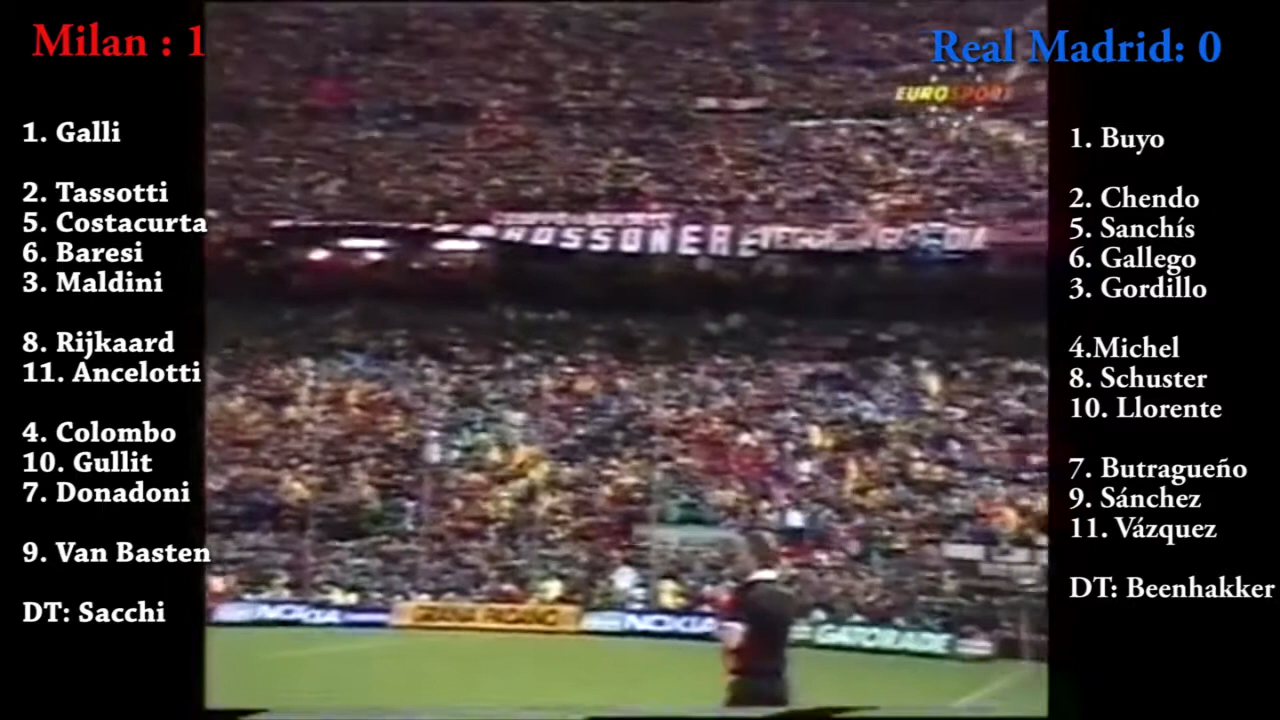 Milan : 1
1. Galli
2. Tassotti
5. Costacurta
6. Baresi
3. Maldini
8. Rijkaard
11. Ancelotti
4. Colombo
10. Gullit
7. Donadoni
9. Van Basten
DT: Sacchi
EUROSPORT
NOKIA
GRANA PADANO
NOKIA
GATORADE
Real Madrid: 0
1. Buyo
2. Chendo
5. Sanchís
6. Gallego
3. Gordillo
4.Michel
8. Schuster
10. Llorente
7. Butragueño
9. Sánchez
11. Vázquez
DT: Beenhakker